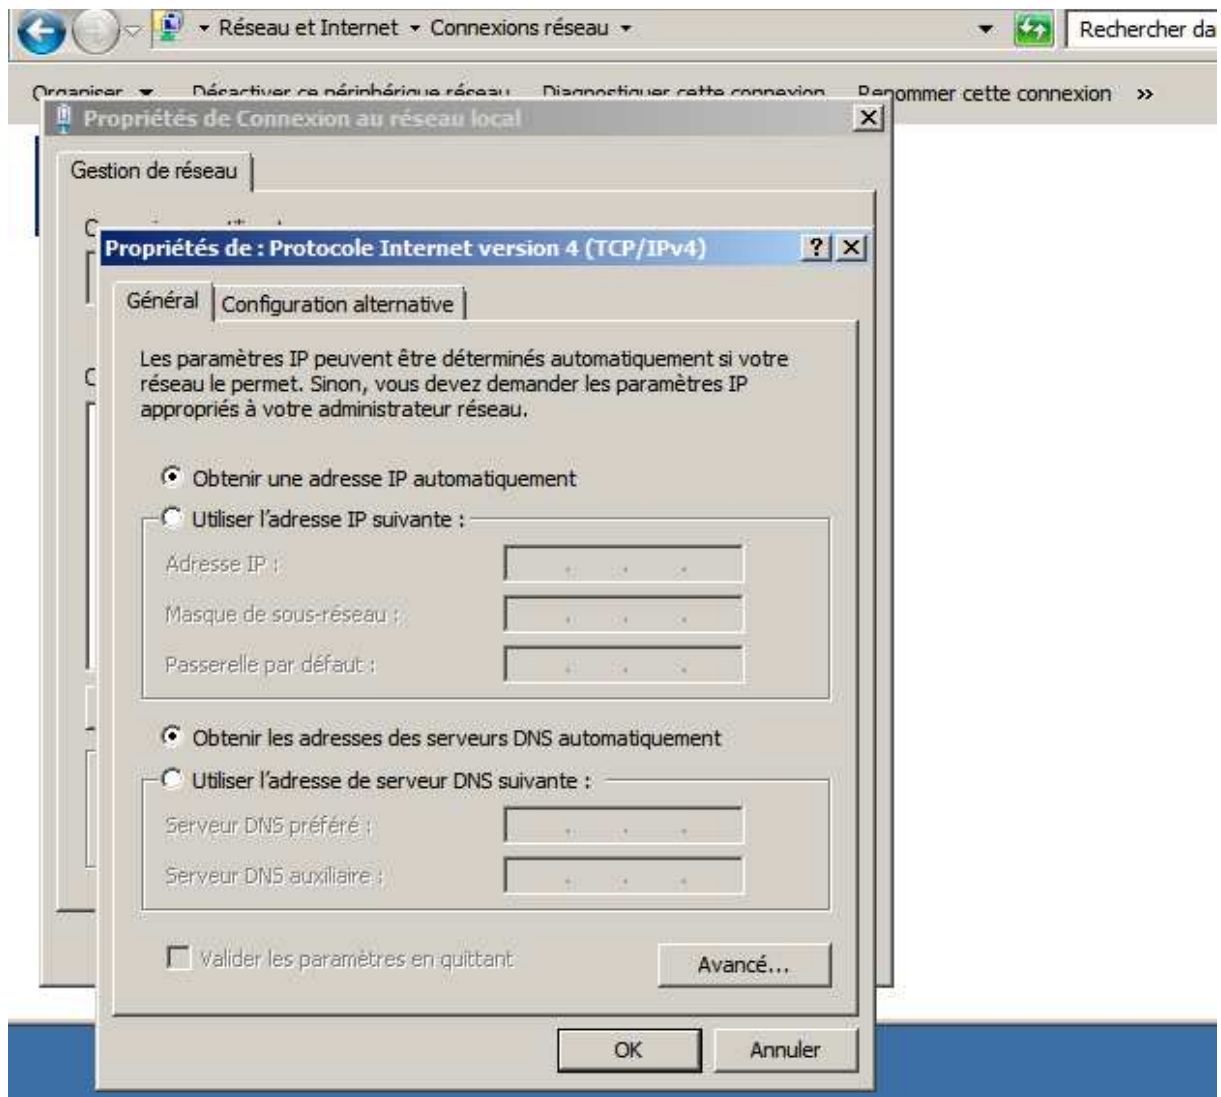 Réseau et Internet Connexions réseau
Rechercher da
Organiser Désactiver ce périphérique réseau Diagnostiquer cette connexion Renommer cette connexion »
Propriétés de Connexion au réseau local
Gestion de réseau
Propriétés de : Protocole Internet version 4 (TCP/IPv4)
Général
Configuration alternative
Les paramètres IP peuvent être déterminés automatiquement si votre
réseau le permet. Sinon, vous devez demander les paramètres IP
appropriés à votre administrateur réseau.
Obtenir une adresse IP automatiquement
Utiliser l'adresse IP suivante :
Adresse IP :
Masque de sous-réseau :
Passerelle par défaut :
Obtenir les adresses des serveurs DNS automatiquement
Utiliser l'adresse de serveur DNS suivante :
Serveur DNS préféré :
Serveur DNS auxiliaire :
Valider les paramètres en quittant
Avancé...
OK
Annuler